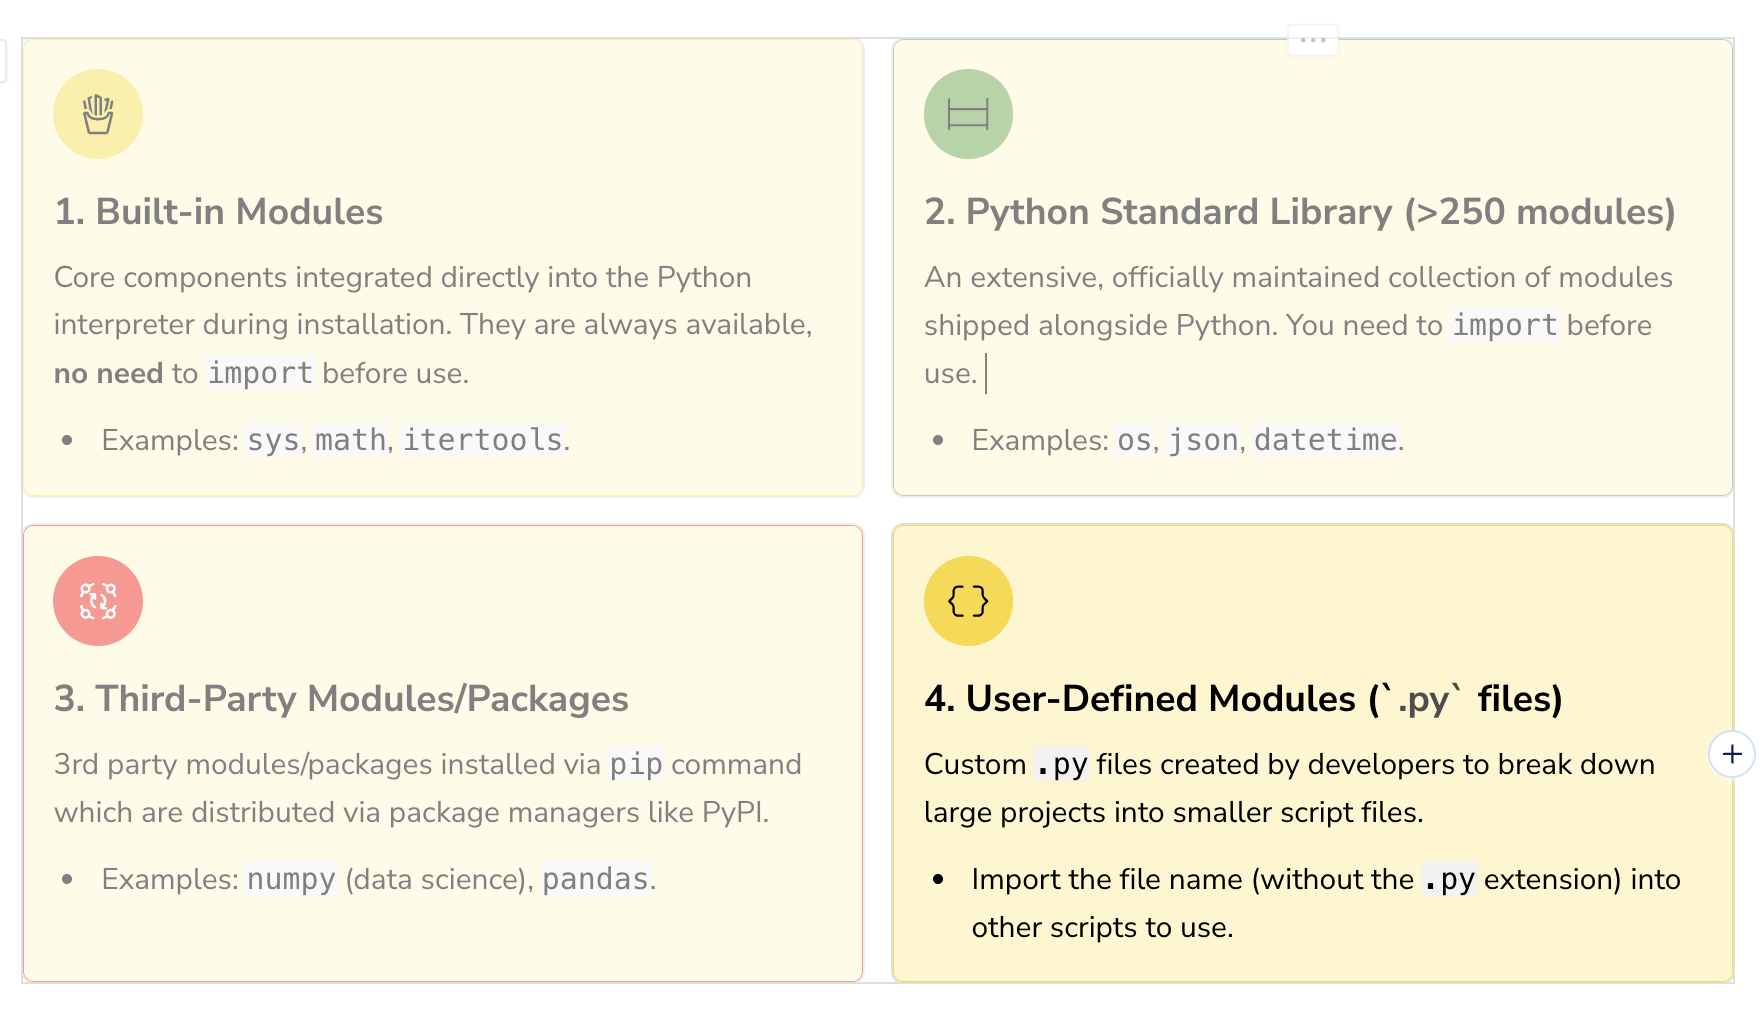 1. Built-in Modules
Core components integrated directly into the Python
interpreter during installation. They are always available,
no need to import before use.
• Examples: sys, math, itertools.
2. Python Standard Library (>250 modules)
An extensive, officially maintained collection of modules
shipped alongside Python. You need to import before
use.
• Examples: os, json, datetime.
3. Third-Party Modules/Packages
3rd party modules/packages installed via pip command
which are distributed via package managers like PyPI.
• Examples: numpy (data science), pandas.
4. User-Defined Modules (`.py` files)
Custom .py files created by developers to break down
large projects into smaller script files.
• Import the file name (without the .py extension) into
other scripts to use.